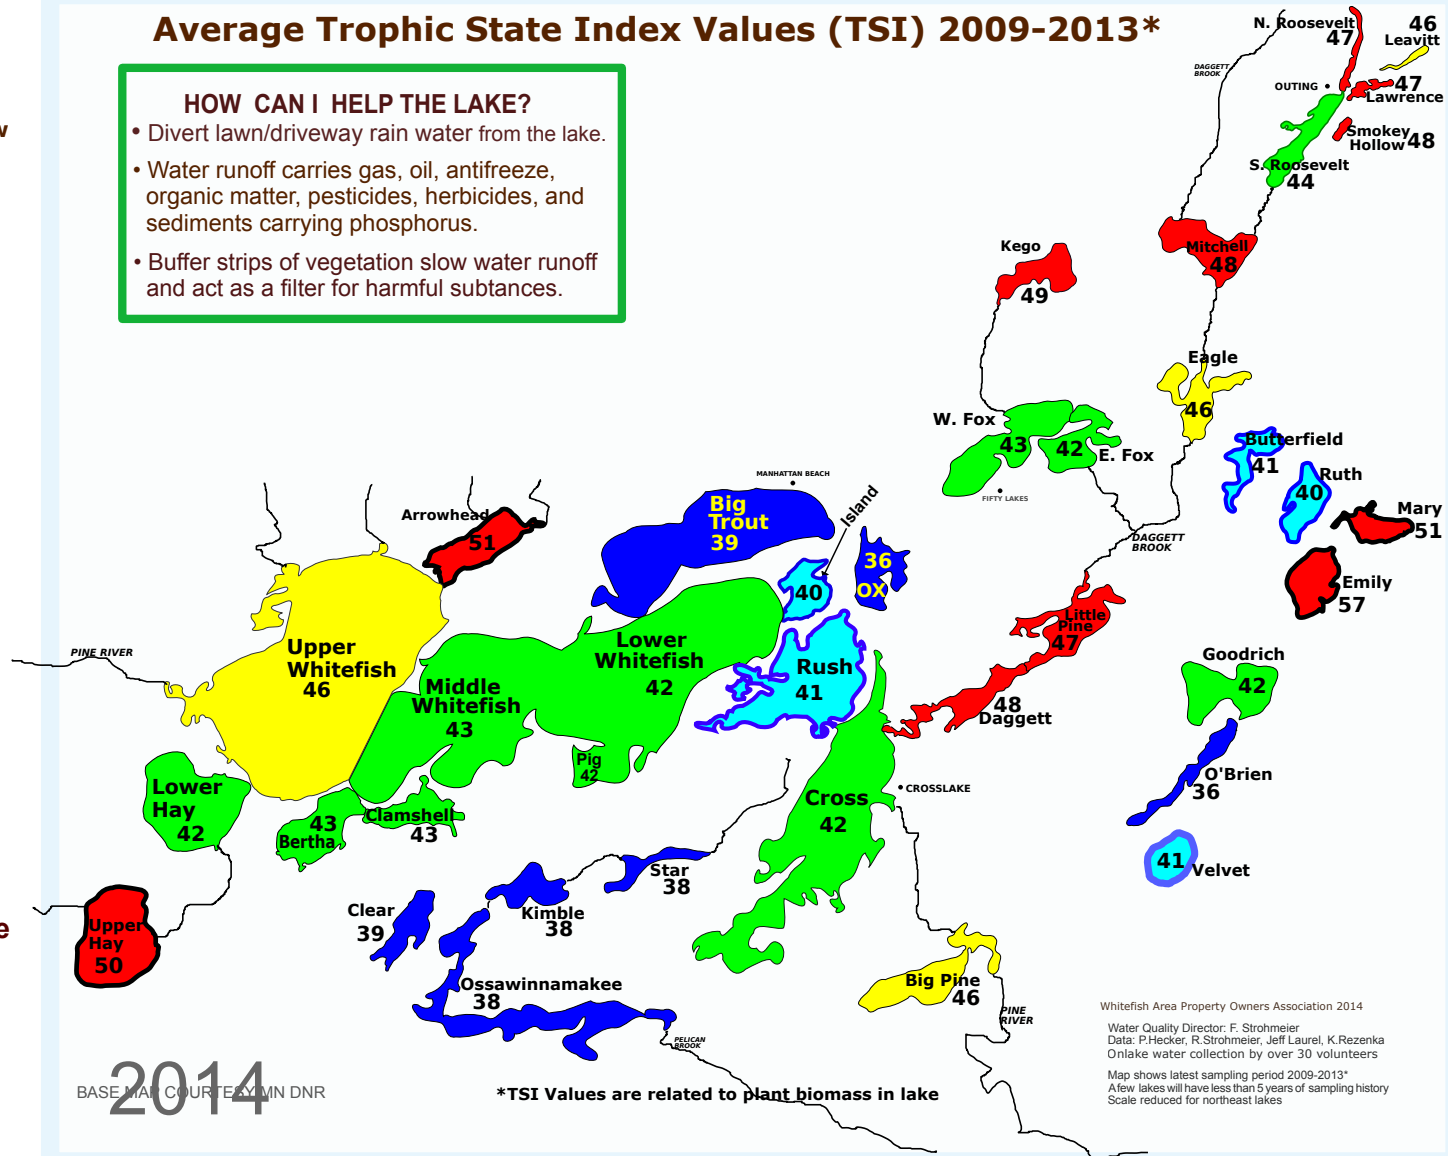 w
e
Average Trophic State Index Values (TSI) 2009-2013*
HOW CAN I HELP THE LAKE?
• Divert lawn/driveway rain water from the lake.
• Water runoff carries gas, oil, antifreeze,
organic matter, pesticides, herbicides, and
sediments carrying phosphorus.
• Buffer strips of vegetation slow water runoff
and act as a filter for harmful subtances.
N. Roosevelt
47
46
Leavitt
DAGGETT
BROOK
OUTING
47
Lawrence
Smokey
Hollow 48
S. Roosevelt
44
Mitchell
48
Kego
49
Eagle
46
W. Fox
43
42
E. Fox
FIFTY LAKES
Butterfield
41
Ruth
40
Mary
51
DAGGETT
BROOK
Emily
57
MANHATTAN BEACH
Island
Big
Trout
39
36
OX
40
Arrowhead
51
Little
Pine
47
PINE RIVER
Upper
Whitefish
46
Lower
Whitefish
42
Middle
Whitefish
43
Rush
41
Goodrich
42
48
Daggett
Pig
42
O'Brien
36
Lower
Hay
42
43
Bertha
Clamshell
43
Cross
42
CROSSLAKE
41
Velvet
Star
38
Kimble
38
Clear
39
Upper
Hay
50
Ossawinnamakee
38
Big Pine
46
PINE
RIVER
PELICAN
BROOK
Whitefish Area Property Owners Association 2014
Water Quality Director: F. Strohmeier
Data: P.Hecker, R.Strohmeier, Jeff Laurel, K.Rezenka
Onlake water collection by over 30 volunteers
Map shows latest sampling period 2009-2013*
Afew lakes will have less than 5 years of sampling history
Scale reduced for northeast lakes
2014
BASE MAP COURTESY MN DNR
*TSI Values are related to plant biomass in lake